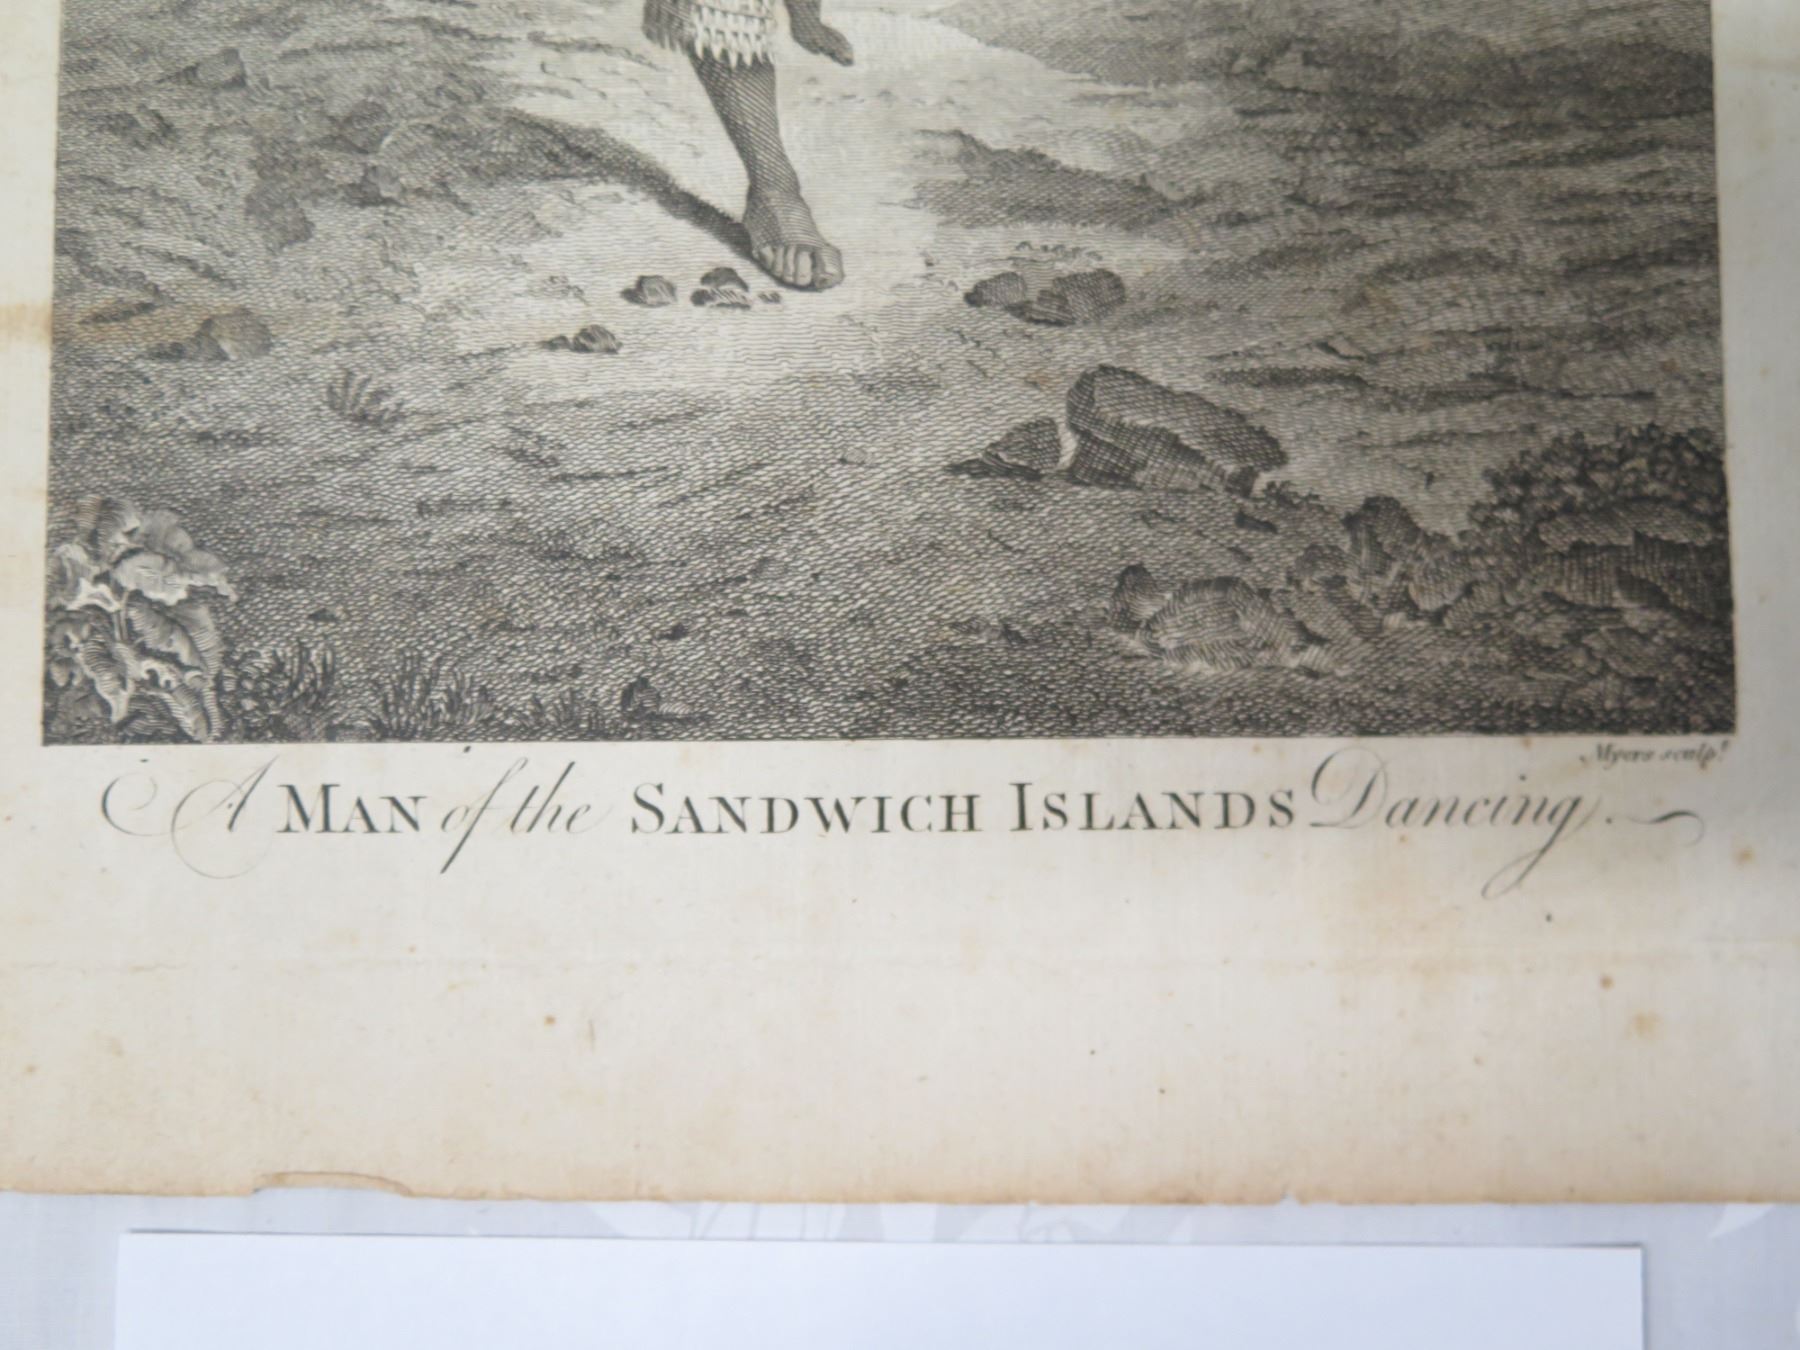 Myers sculp.t
A MAN of the SANDWICH ISLANDS Dancing.